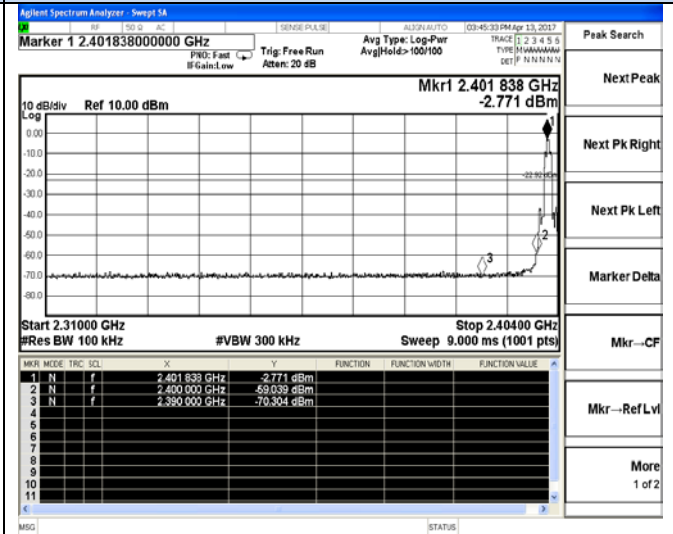 Agilent Spectrum Analyzer - Swept SA
RF 50 Ω AC SENSE:PULSE ALIGN AUTO 03:45:33 PM Apr 13, 2017
Marker 1 2.401838000000 GHz
PNO: Fast
IFGain:Low
Trig: Free Run
Atten: 20 dB
Avg Type: Log-Pwr
Avg|Hold:>100/100
TRACE 1 2 3 4 5 6
TYPE MWWWWW
DET P N N N N N
Peak Search
Mkr1 2.401 838 GHz
-2.771 dBm
10 dB/div Ref 10.00 dBm
Log
0.00
-10.0
-20.0
-30.0
-40.0
-50.0
-60.0
-70.0
-80.0
1
-22.92 dBm
2
3
Start 2.31000 GHz Stop 2.40400 GHz
#Res BW 100 kHz #VBW 300 kHz Sweep 9.000 ms (1001 pts)
MKR MODE TRC SCL X Y FUNCTION FUNCTION WIDTH FUNCTION VALUE
1 N f 2.401 838 GHz -2.771 dBm
2 N f 2.400 000 GHz -59.039 dBm
3 N f 2.390 000 GHz -70.304 dBm
4
5
6
7
8
9
10
11
MSG STATUS
Next Peak
Next Pk Right
Next Pk Left
Marker Delta
Mkr→CF
Mkr→Ref Lvl
More
1 of 2